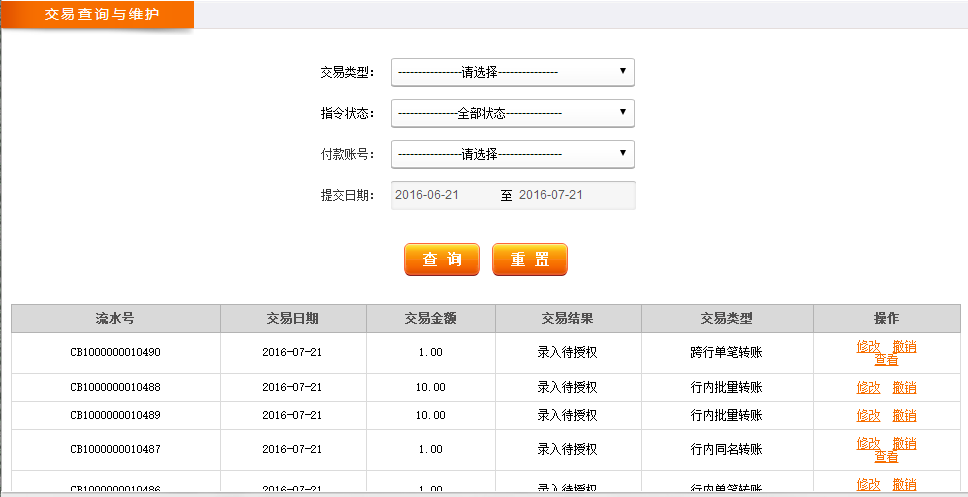 交易查询与维护
交易类型： ----------------请选择---------------
指令状态： ---------------全部状态--------------
付款账号： ----------------请选择----------------
提交日期： 2016-06-21 至 2016-07-21
查 询 重 置
流水号 交易日期 交易金额 交易结果 交易类型 操作
CB1000000010490 2016-07-21 1.00 录入待授权 跨行单笔转账 修改 撤销
查看
CB1000000010488 2016-07-21 10.00 录入待授权 行内批量转账 修改 撤销
CB1000000010489 2016-07-21 10.00 录入待授权 行内批量转账 修改 撤销
CB1000000010487 2016-07-21 1.00 录入待授权 行内同名转账 修改 撤销
查看
CB1000000010486 2016-07-21 1.00 录入待授权 行内单笔转账 修改 撤销